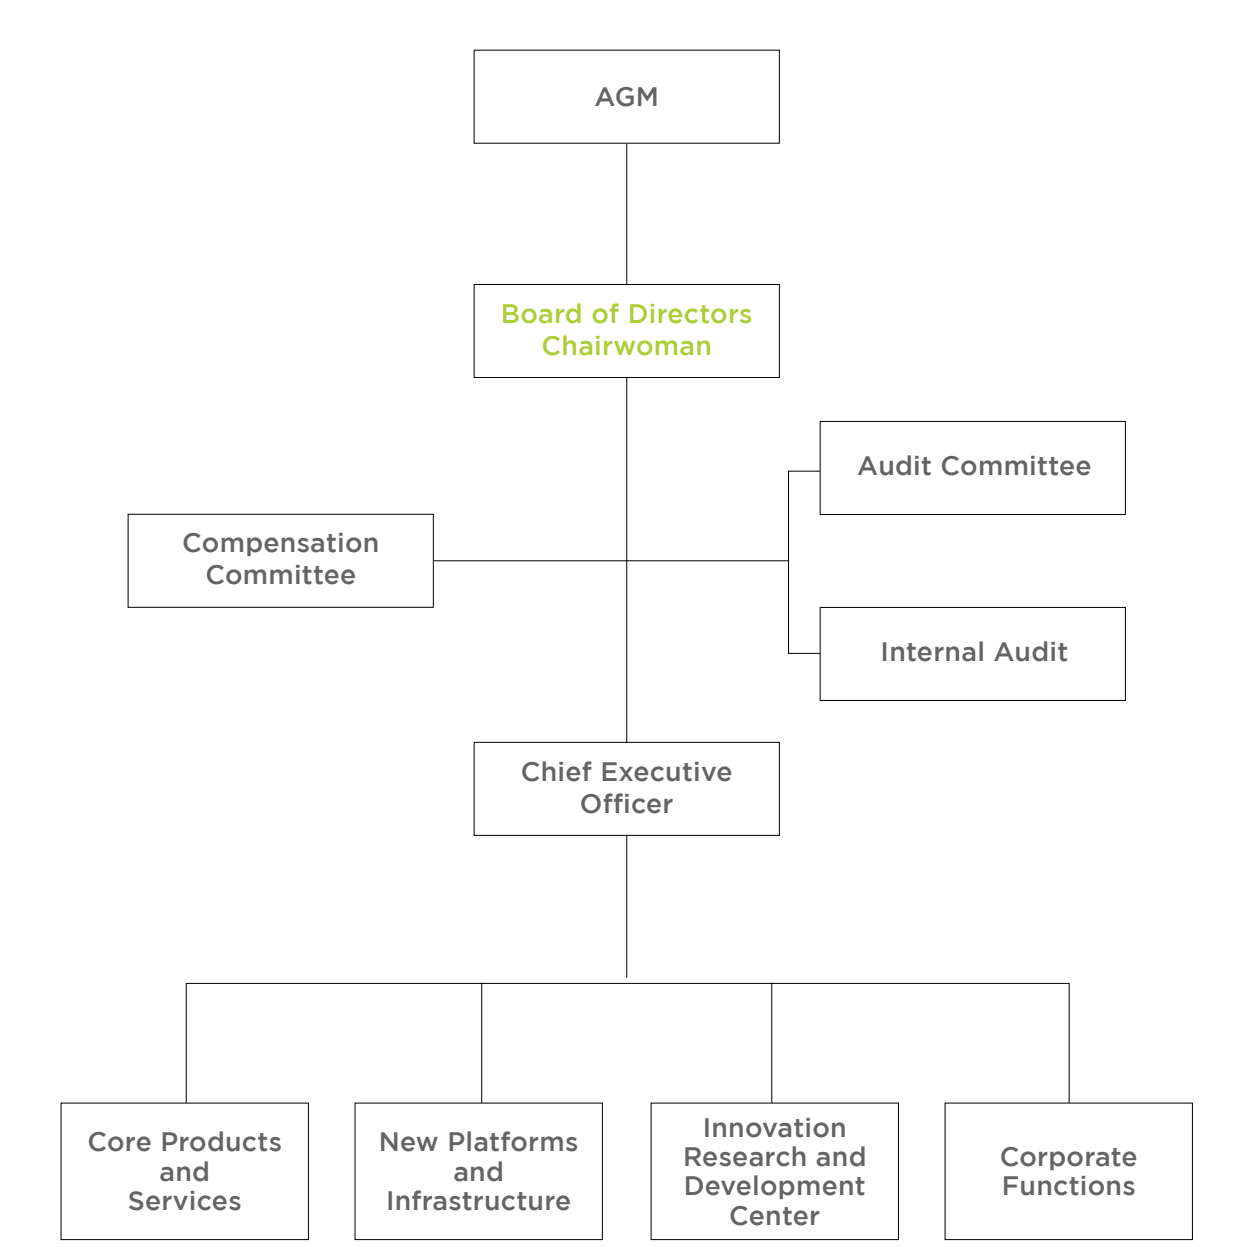 AGM
Board of Directors
Chairwoman
Audit Committee
Compensation
Committee
Internal Audit
Chief Executive
Officer
Core Products
and
Services
New Platforms
and
Infrastructure
Innovation
Research and
Development
Center
Corporate
Functions